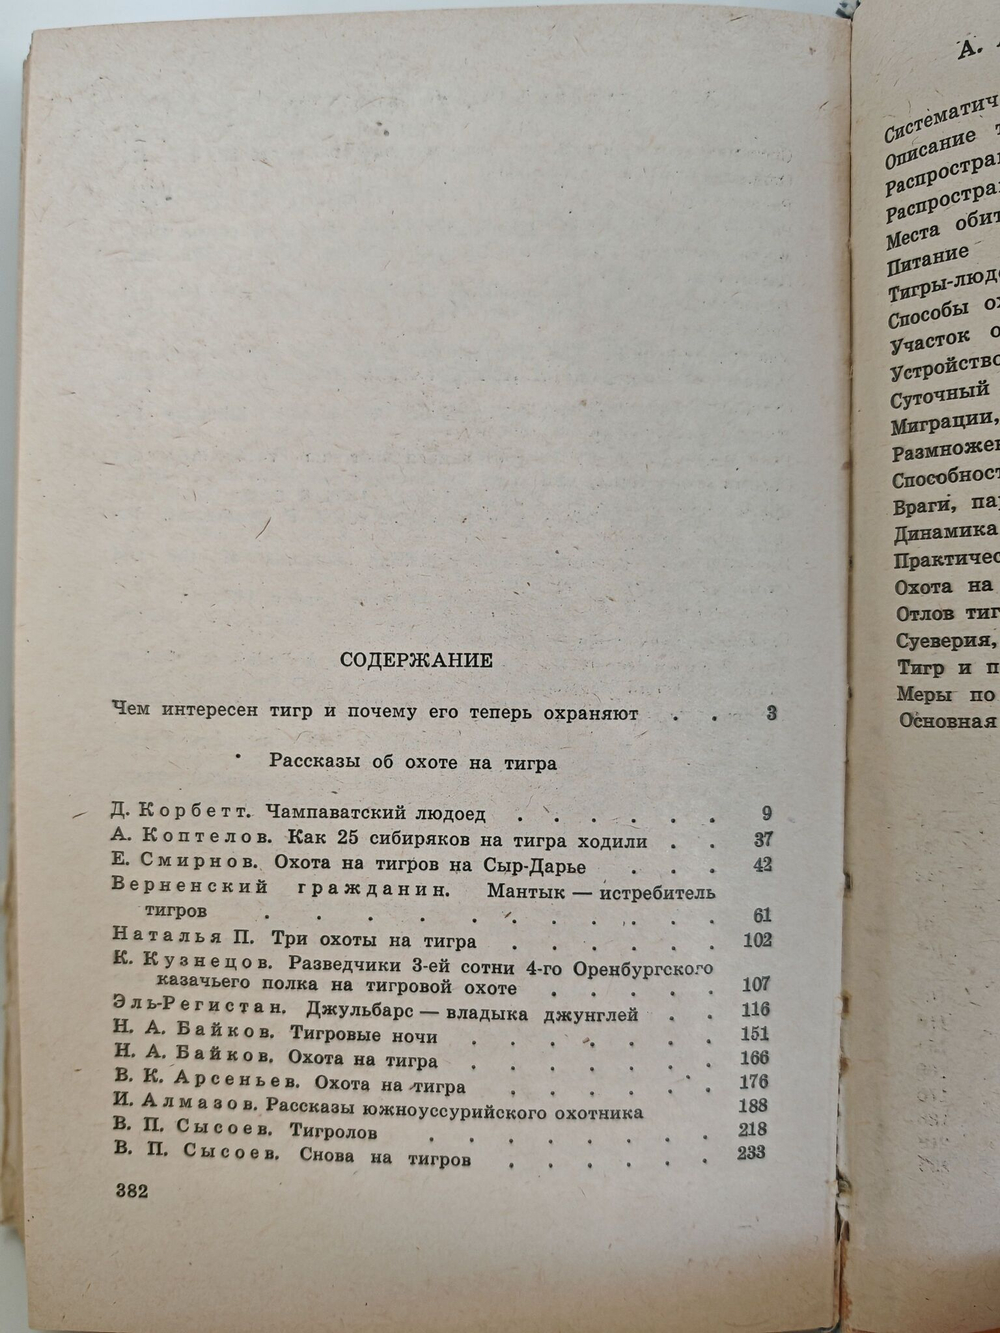 СОДЕРЖАНИЕ
Чем интересен тигр и почему его теперь охраняют . . 3
Рассказы об охоте на тигра
Д. Корбетт. Чампаватский людоед . . . . . . 9
А. Коптелов. Как 25 сибиряков на тигра ходили . . 37
Е. Смирнов. Охота на тигров на Сыр-Дарье . . . 42
Верненский гражданин. Мантык — истребитель
тигров . . . . . . . . . . 61
Наталья П. Три охоты на тигра . . . . . . 102
К. Кузнецов. Разведчики 3-ей сотни 4-го Оренбургского
казачьего полка на тигровой охоте . . . . . 107
Эль-Регистан. Джульбарс — владыка джунглей . . 116
Н. А. Байков. Тигровые ночи . . . . . . . 151
Н. А. Байков. Охота на тигра . . . . . . . 166
В. К. Арсеньев. Охота на тигра . . . . . . 176
И. Алмазов. Рассказы южноуссурийского охотника 188
В. П. Сысоев. Тигролов . . . . . . . . 218
В. П. Сысоев. Снова на тигров . . . . . . 233
382
А.
Систематич
Описание
Распростра
Распростра
Места обит
Питание
Тигры-люд
Способы ох
Участок о
Устройство
Суточный
Миграции,
Размножен
Способност
Враги, па
Динамика
Практичес
Охота на
Отлов тиг
Суеверия,
Тигр и п
Меры по
Основная